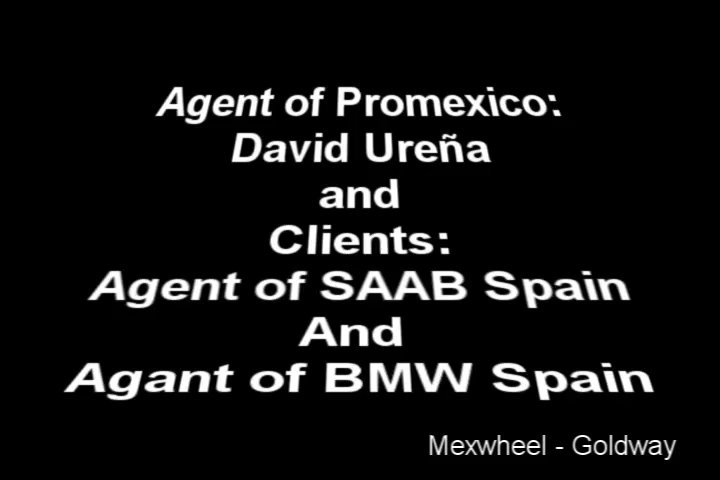 Agent of Promexico:
David Ureña
and
Clients:
Agent of SAAB Spain
And
Agant of BMW Spain
Mexwheel - Goldway